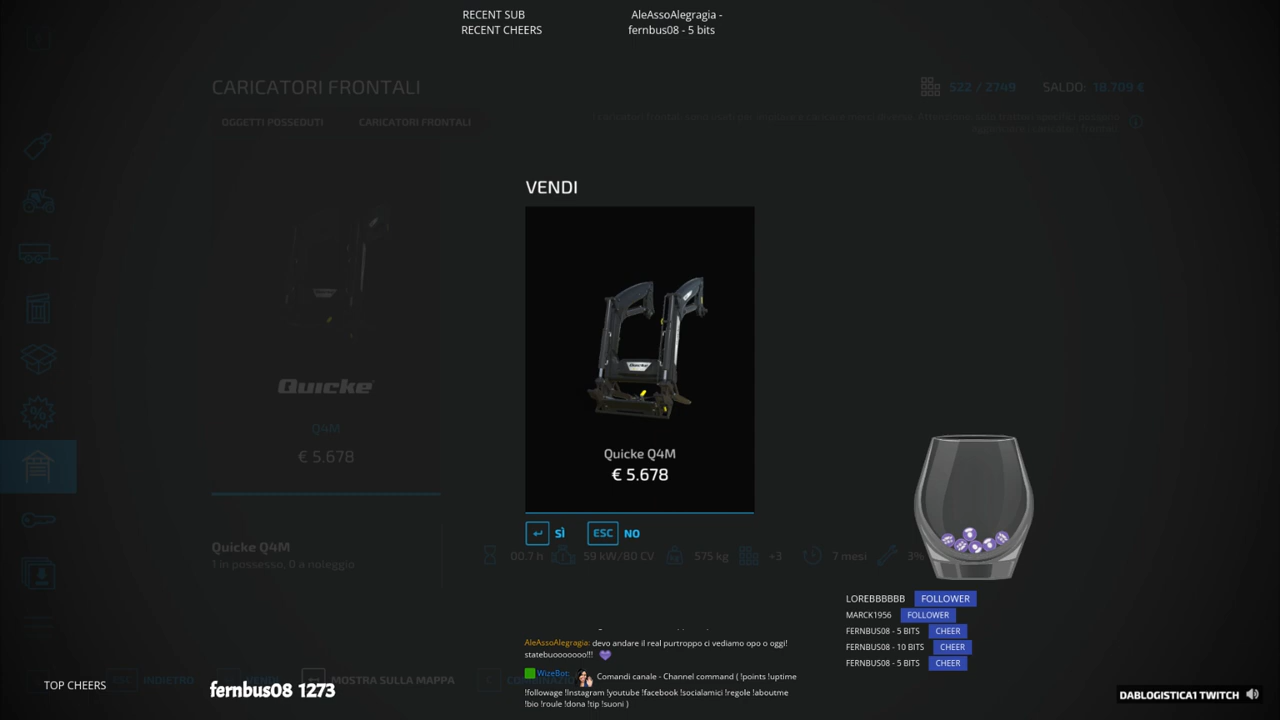 RECENT SUB AleAssoAlegragia -
RECENT CHEERS fernbus08 - 5 bits
CARICATORI FRONTALI
522 / 2749 SALDO: 18.709 €
OGGETTI POSSEDUTI CARICATORI FRONTALI
VENDI
Quicke
Q4M
€ 5.678
Quicke Q4M
€ 5.678
SÌ ESC NO
Quicke Q4M
1 in possesso, 0 a noleggio
00.7 h 59 kW/80 CV 575 kg +3 7 mesi 3%
LOREBBBBBB FOLLOWER
MARCK1956 FOLLOWER
FERNBUS08 - 5 BITS CHEER
FERNBUS08 - 10 BITS CHEER
FERNBUS08 - 5 BITS CHEER
AleAssoAlegragia: devo andare il real purtroppo ci vediamo opo o oggi!
statebuooooooo!!!
WizeBot: Comandi canale - Channel command ( !points !uptime
!followage !Instagram !youtube !facebook !socialamici !regole !aboutme
!bio !roule !dona !tip !suoni )
INDIETRO MOSTRA SULLA MAPPA
TOP CHEERS fernbus08 1273
DABLOGISTICA1 TWITCH